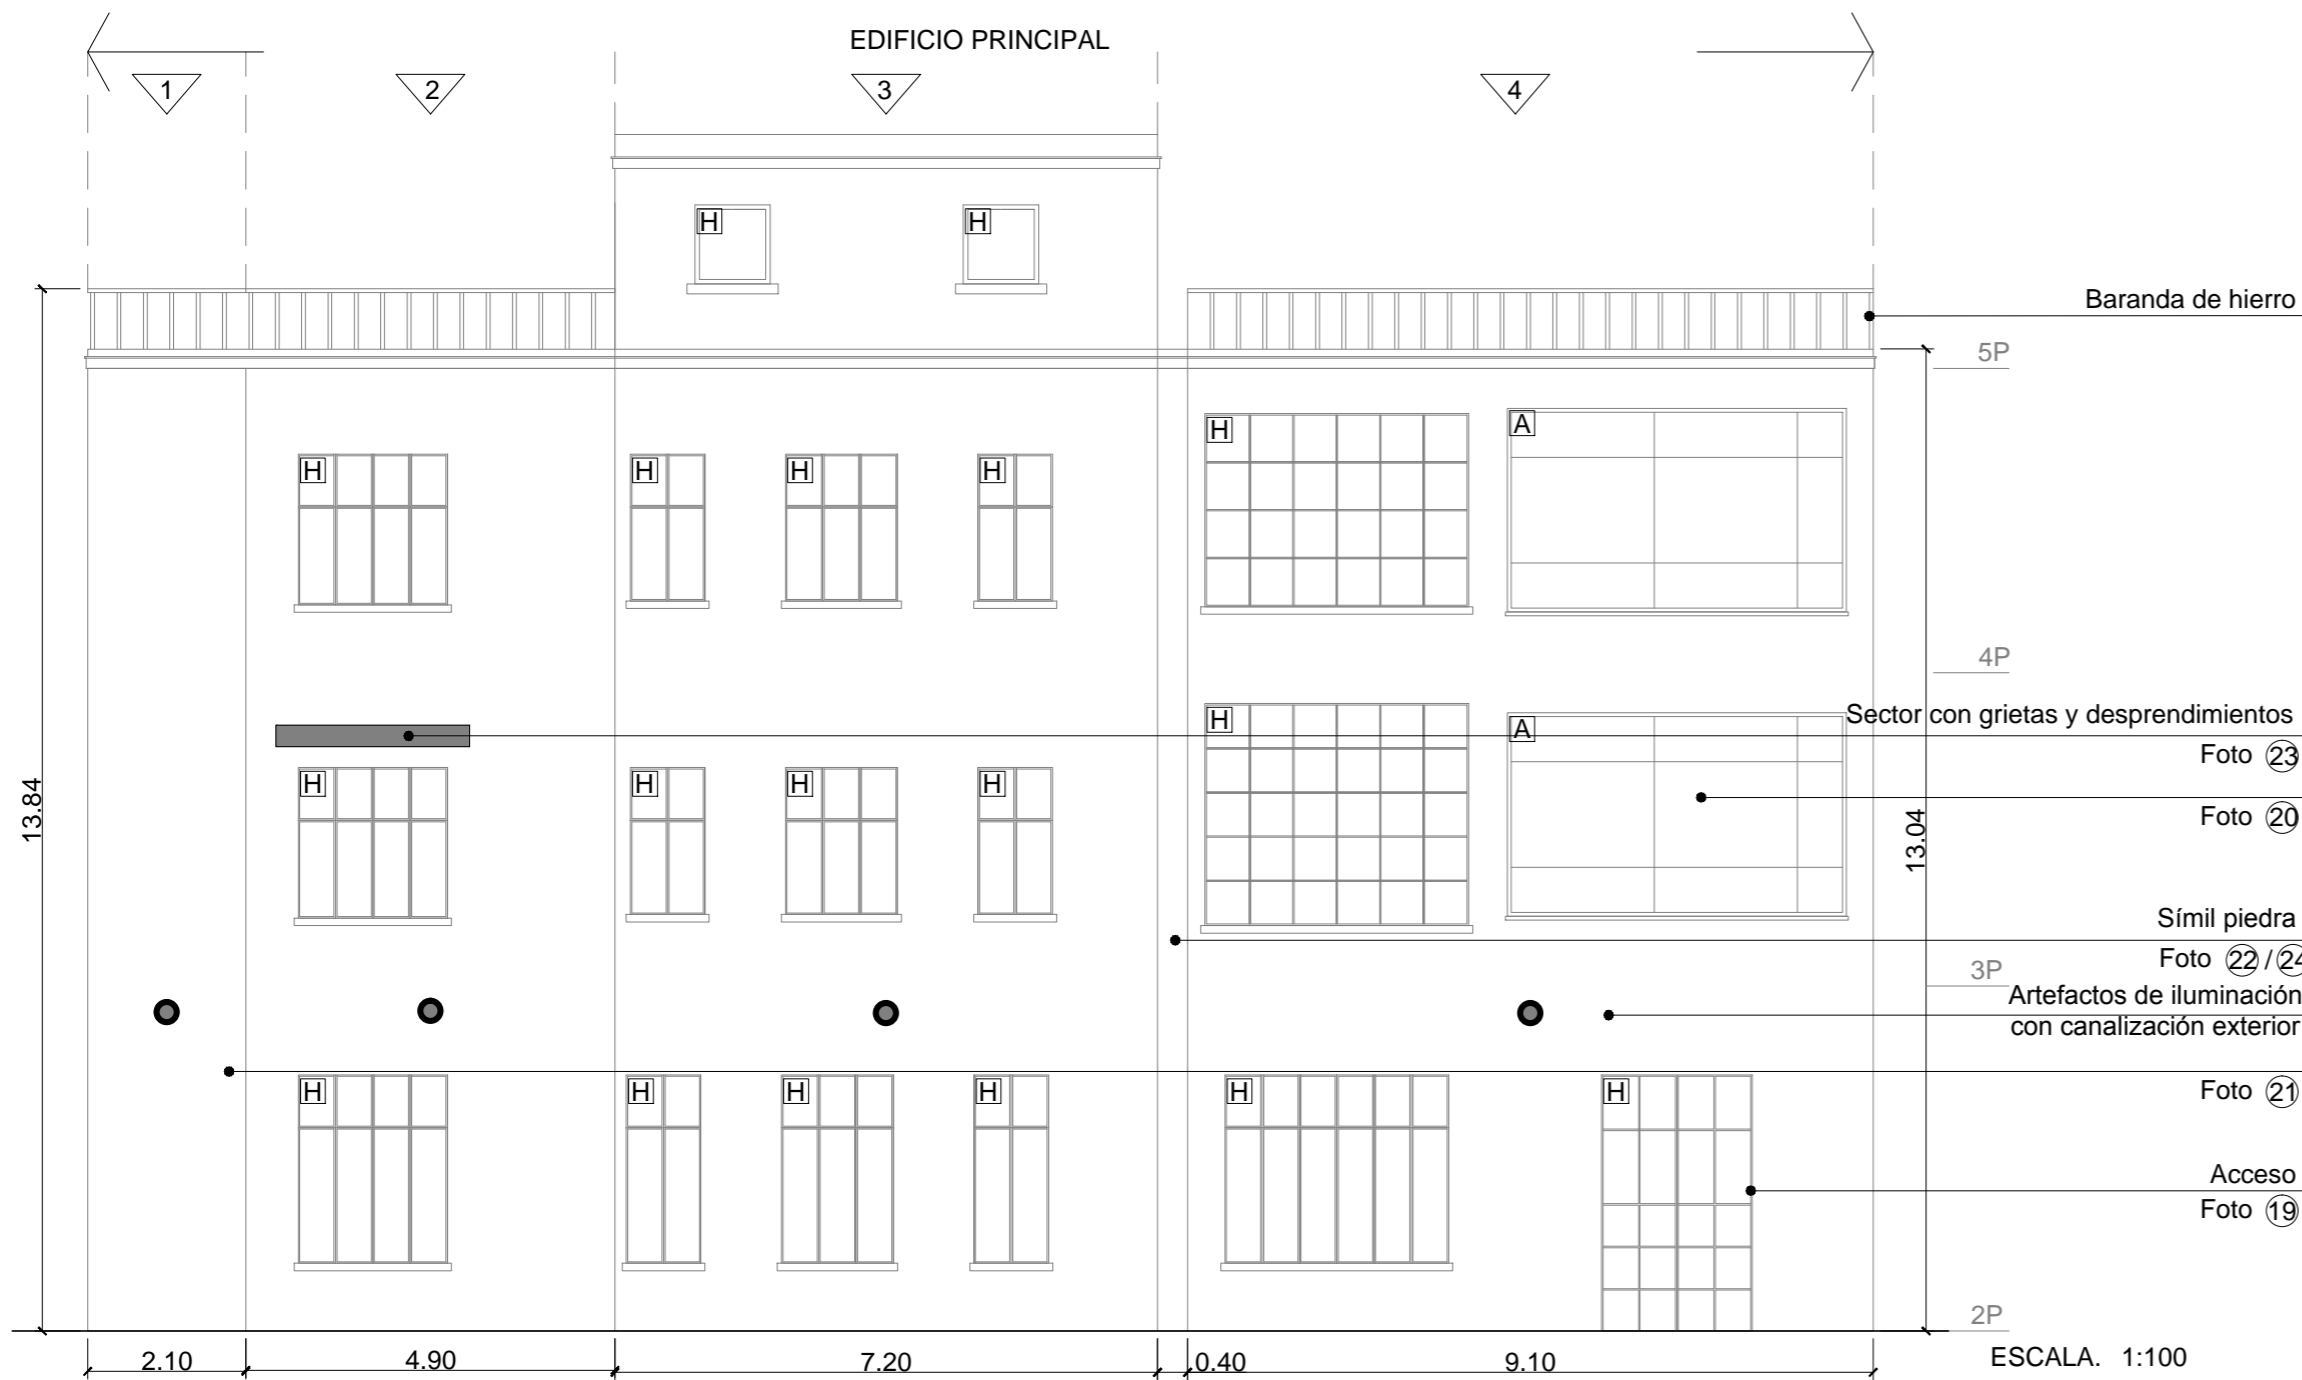 EDIFICIO PRINCIPAL
1 2 3 4
H H
Baranda de hierro
5P
H A
H H H H
4P
Sector con grietas y desprendimientos
H A
Foto 23
H H H H
13.84
Foto 20
13.04
Símil piedra
Foto 22 / 24
3P
Artefactos de iluminación
con canalización exterior
H H H H H H
Foto 21
Acceso
Foto 19
2P
2.10 4.90 7.20 0.40 9.10
ESCALA. 1:100